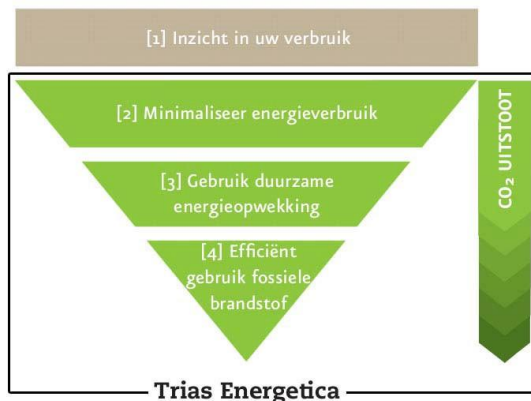 [1] Inzicht in uw verbruik
[2] Minimaliseer energieverbruik
[3] Gebruik duurzame
energieopwekking
[4] Efficiënt
gebruik fossiele
brandstof
CO₂ UITSTOOT
Trias Energetica